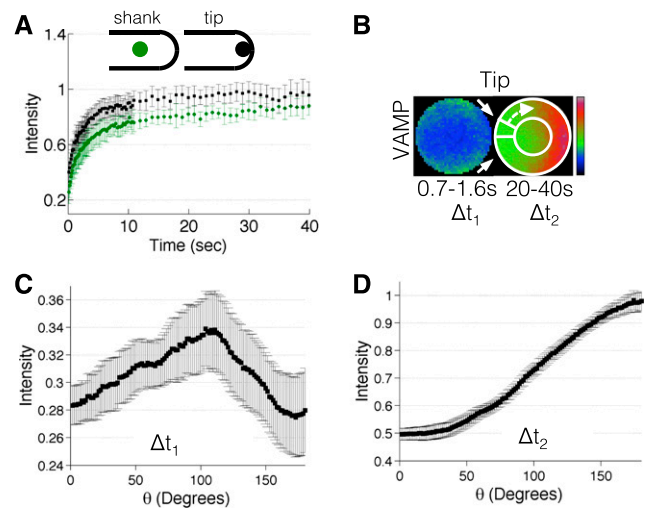 A
shank
tip
Intensity
1.4
1
0.6
0.2
0
10
20
30
40
Time (sec)
B
Tip
VAMP
0.7-1.6s
20-40s
Δt1
Δt2
C
Intensity
0.36
0.34
0.32
0.3
0.28
0.26
0.24
0
50
100
150
θ (Degrees)
Δt1
D
Intensity
1
0.9
0.8
0.7
0.6
0.5
0.4
0
50
100
150
θ (Degrees)
Δt2